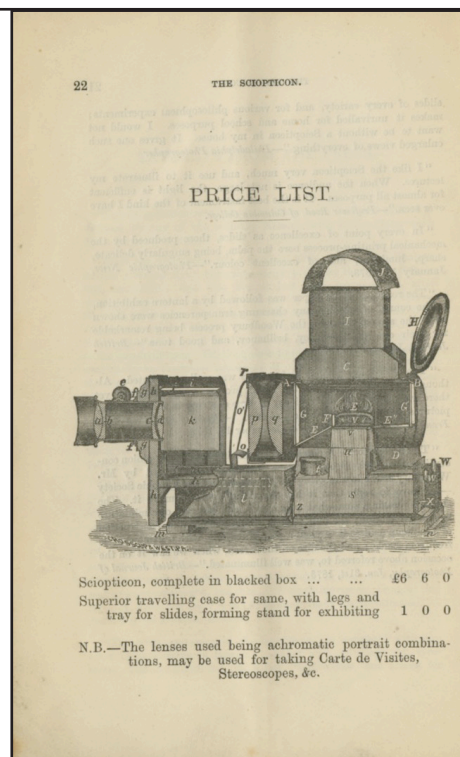 22
THE SCIOPTICON.
PRICE LIST.
Sciopticon, complete in blacked box ... ... £6 6 0
Superior travelling case for same, with legs and
tray for slides, forming stand for exhibiting 1 0 0
N.B.—The lenses used being achromatic portrait combina-
tions, may be used for taking Carte de Visites,
Stereoscopes, &c.